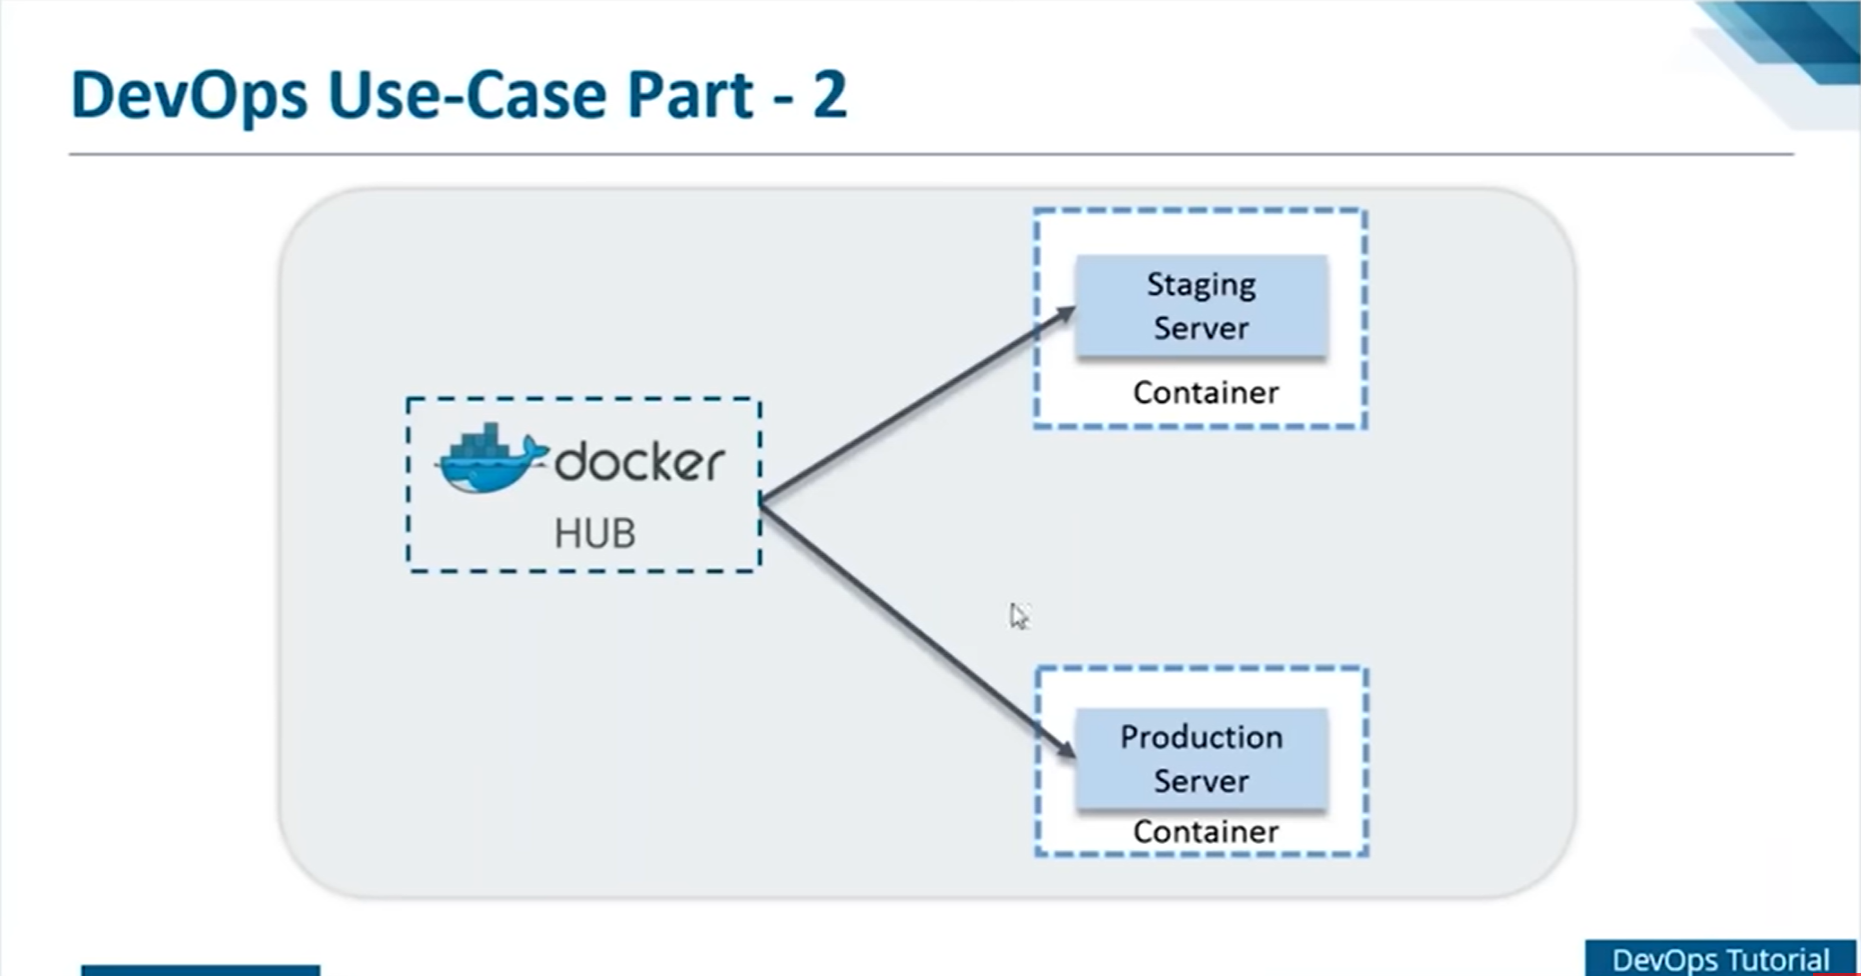 DevOps Use-Case Part - 2
Staging
Server
Container
docker
HUB
Production
Server
Container
DevOps Tutorial